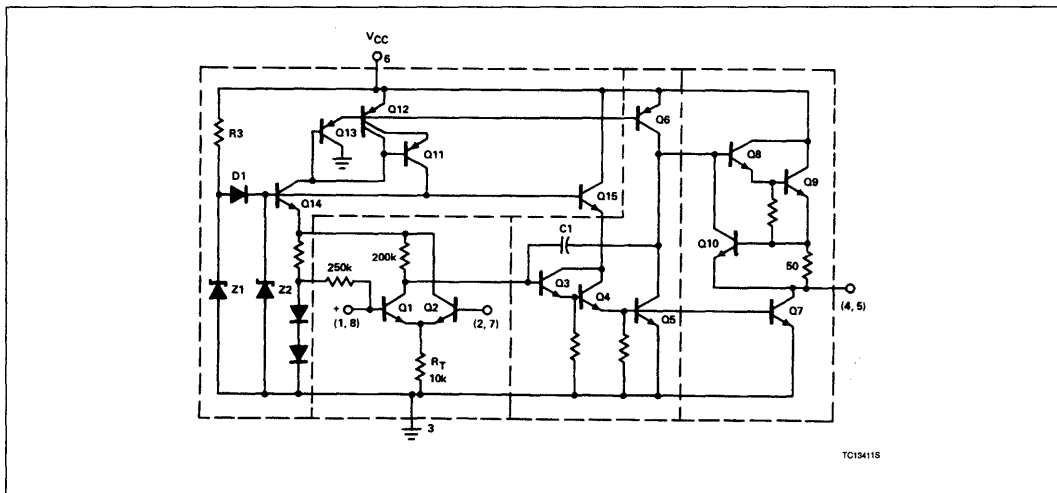 VCC
6
Q12
Q13
Q6
R3
Q11
Q8
D1
Q9
Q14
Q15
C1
Q10
200k
50
250k
Q3
Z1
Z2
Q4
+
(1, 8)
Q1
Q2
(2, 7)
Q5
Q7
(4, 5)
RT
10k
3
TC13411S